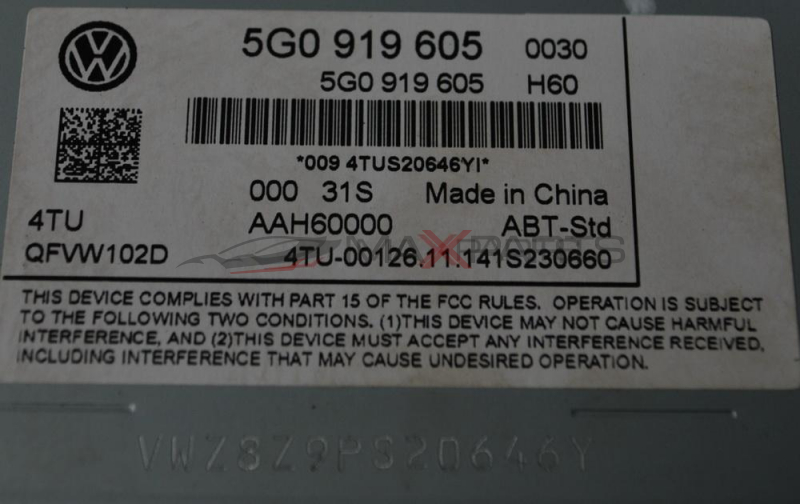 5G0 919 605 0030
5G0 919 605 H60
*009 4TUS20646YI*
000 31S Made in China
4TU AAH60000 ABT-Std
QFVW102D 4TU-00126.11.141S230660
MAXPARTS
THIS DEVICE COMPLIES WITH PART 15 OF THE FCC RULES. OPERATION IS SUBJECT
TO THE FOLLOWING TWO CONDITIONS. (1)THIS DEVICE MAY NOT CAUSE HARMFUL
INTERFERENCE, AND (2)THIS DEVICE MUST ACCEPT ANY INTERFERENCE RECEIVED,
INCLUDING INTERFERENCE THAT MAY CAUSE UNDESIRED OPERATION.
VWZ8Z9PS20646Y